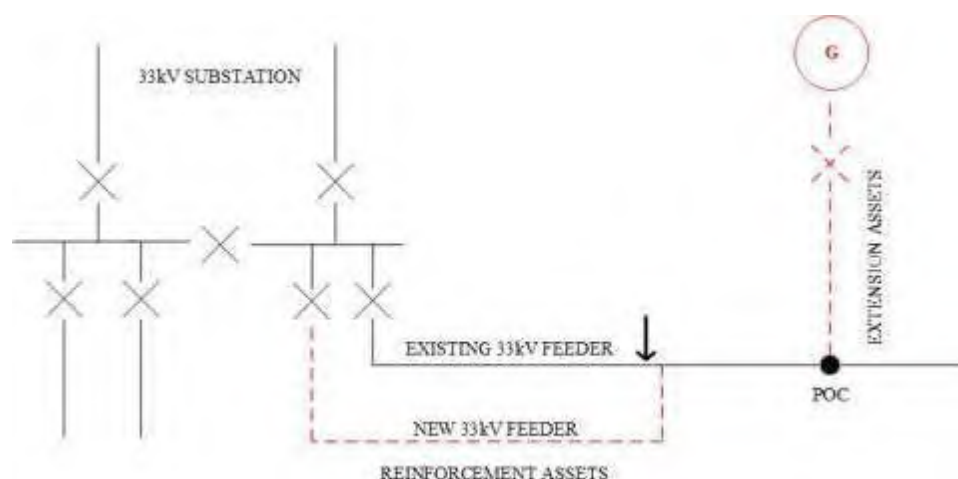 33kV SUBSTATION
G
EXTENSION ASSETS
EXISTING 33kV FEEDER
POC
NEW 33kV FEEDER
REINFORCEMENT ASSETS